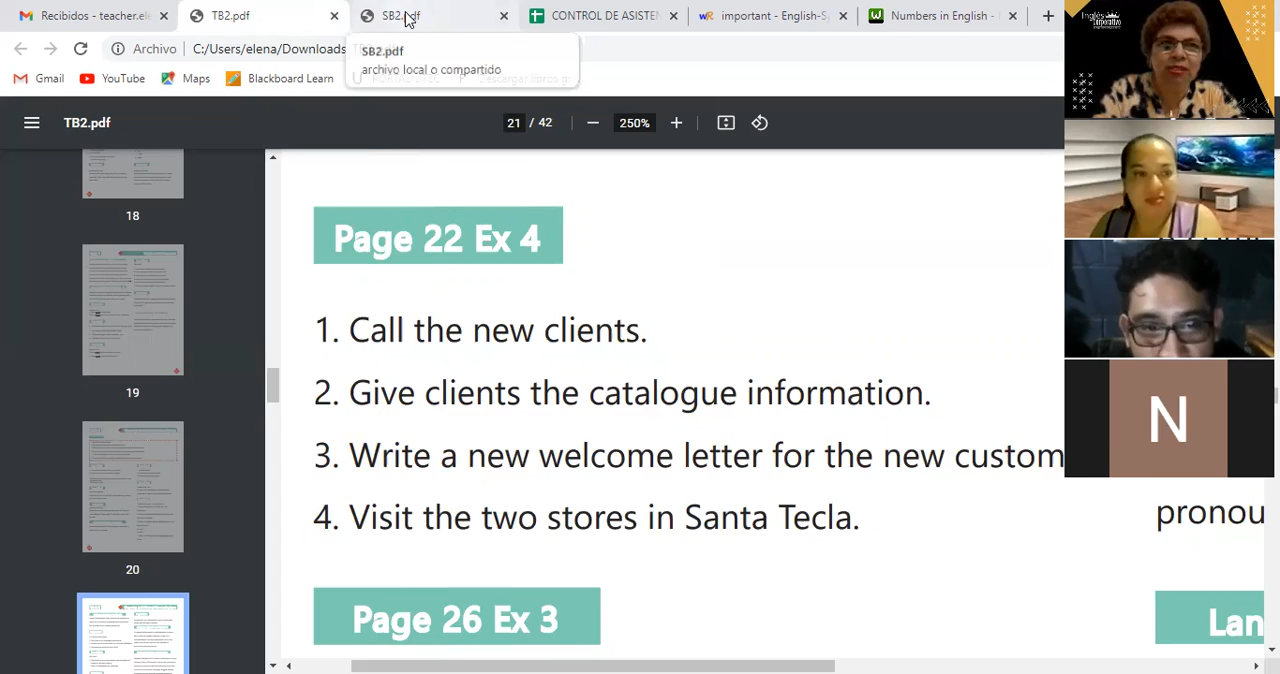 Recibidos - teacher.el
TB2.pdf
SB2.pdf
CONTROL DE ASISTEN
important - English-S
Numbers in English -
Archivo
C:/Users/elena/Downloads
SB2.pdf
archivo local o compartido
Gmail
YouTube
Maps
Blackboard Learn
TB2.pdf
21 / 42
250%
18
19
20
Page 22 Ex 4
1. Call the new clients.
2. Give clients the catalogue information.
3. Write a new welcome letter for the new custom
4. Visit the two stores in Santa Tecla.
pronou
Page 26 Ex 3
Lan
Inglés
Corporativo
N